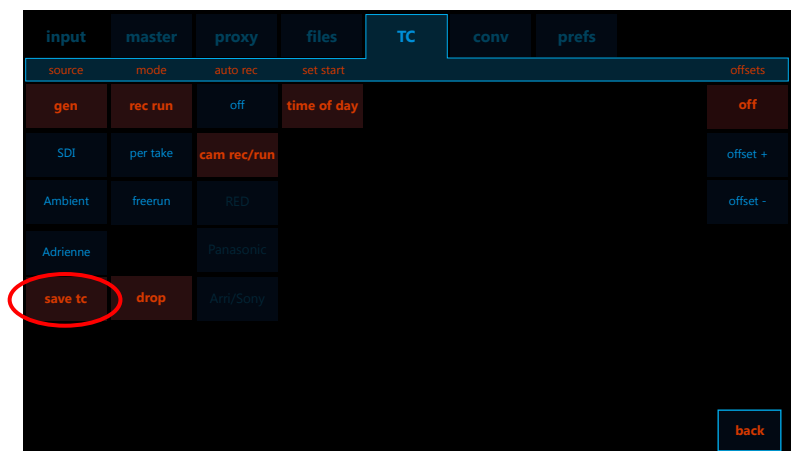 input master proxy files TC conv prefs
source mode auto rec set start offsets
gen rec run off time of day off
SDI per take cam rec/run offset +
Ambient freerun RED offset -
Adrienne Panasonic
save tc drop Arri/Sony
back